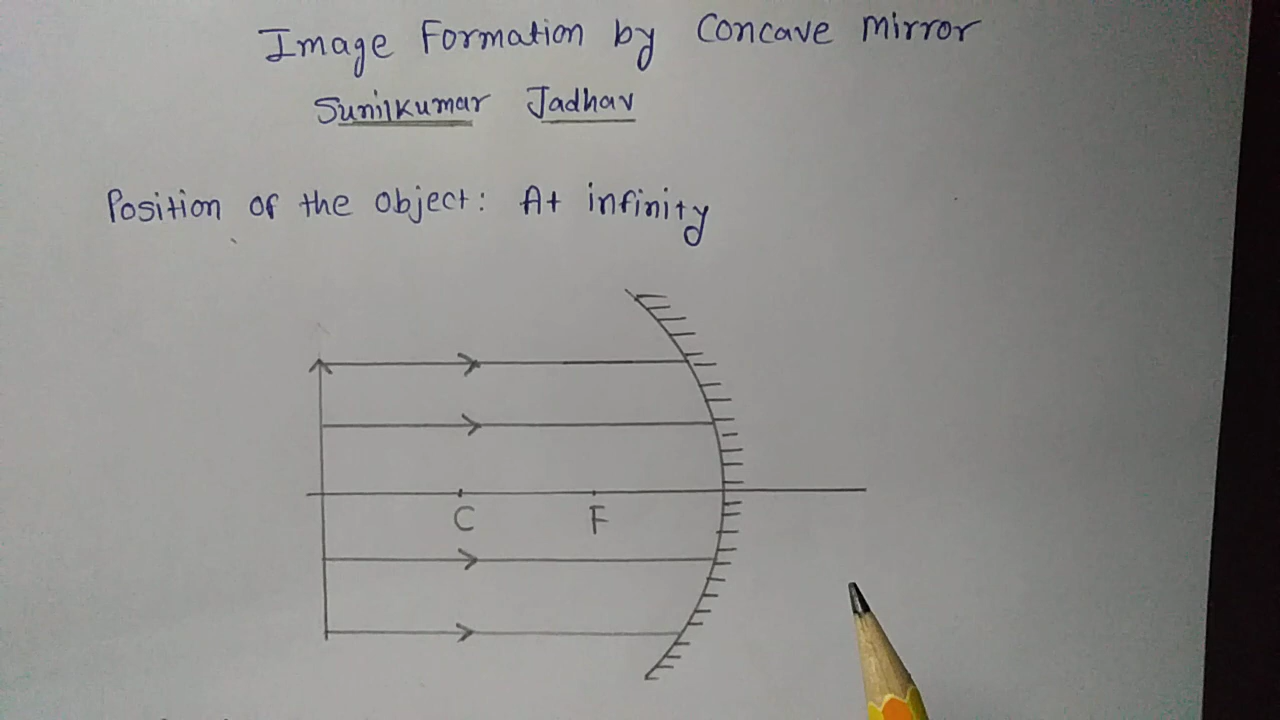 Image Formation by Concave Mirror
Sunilkumar Jadhav
Position of the object: At infinity
C F